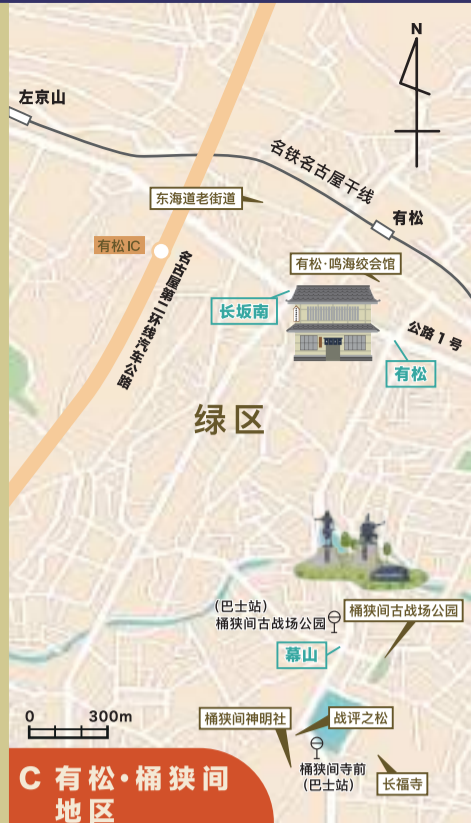 N
左京山
名铁名古屋干线
东海道老街道
有松
有松IC
有松·鸣海绞会馆
名古屋第二环线汽车公路
长坂南
公路1号
有松
绿区
(巴士站)
桶狭间古战场公园
桶狭间古战场公园
幕山
0 300m
桶狭间神明社
战评之松
桶狭间寺前
(巴士站)
长福寺
C 有松·桶狭间
地区